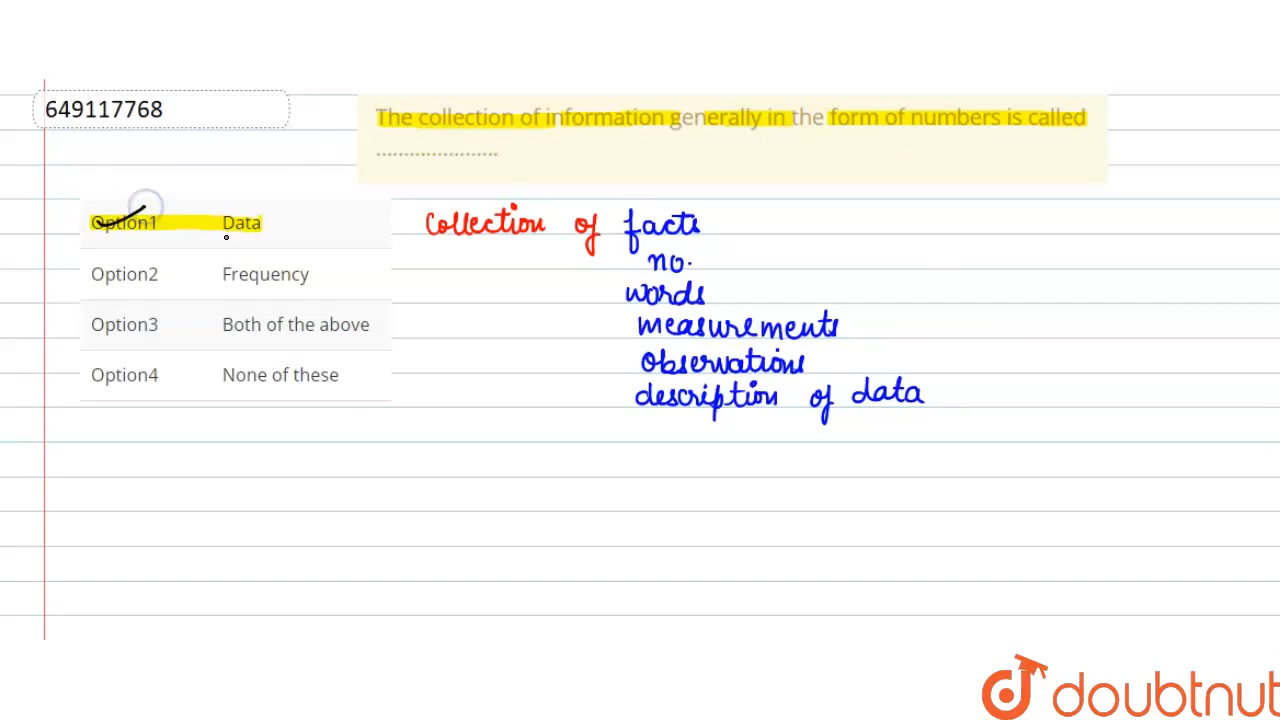 649117768
The collection of information generally in the form of numbers is called
......................
Option1 Data
Option2 Frequency
Option3 Both of the above
Option4 None of these
Collection of facts
no.
words
measurements
observations
description of data
doubtnut